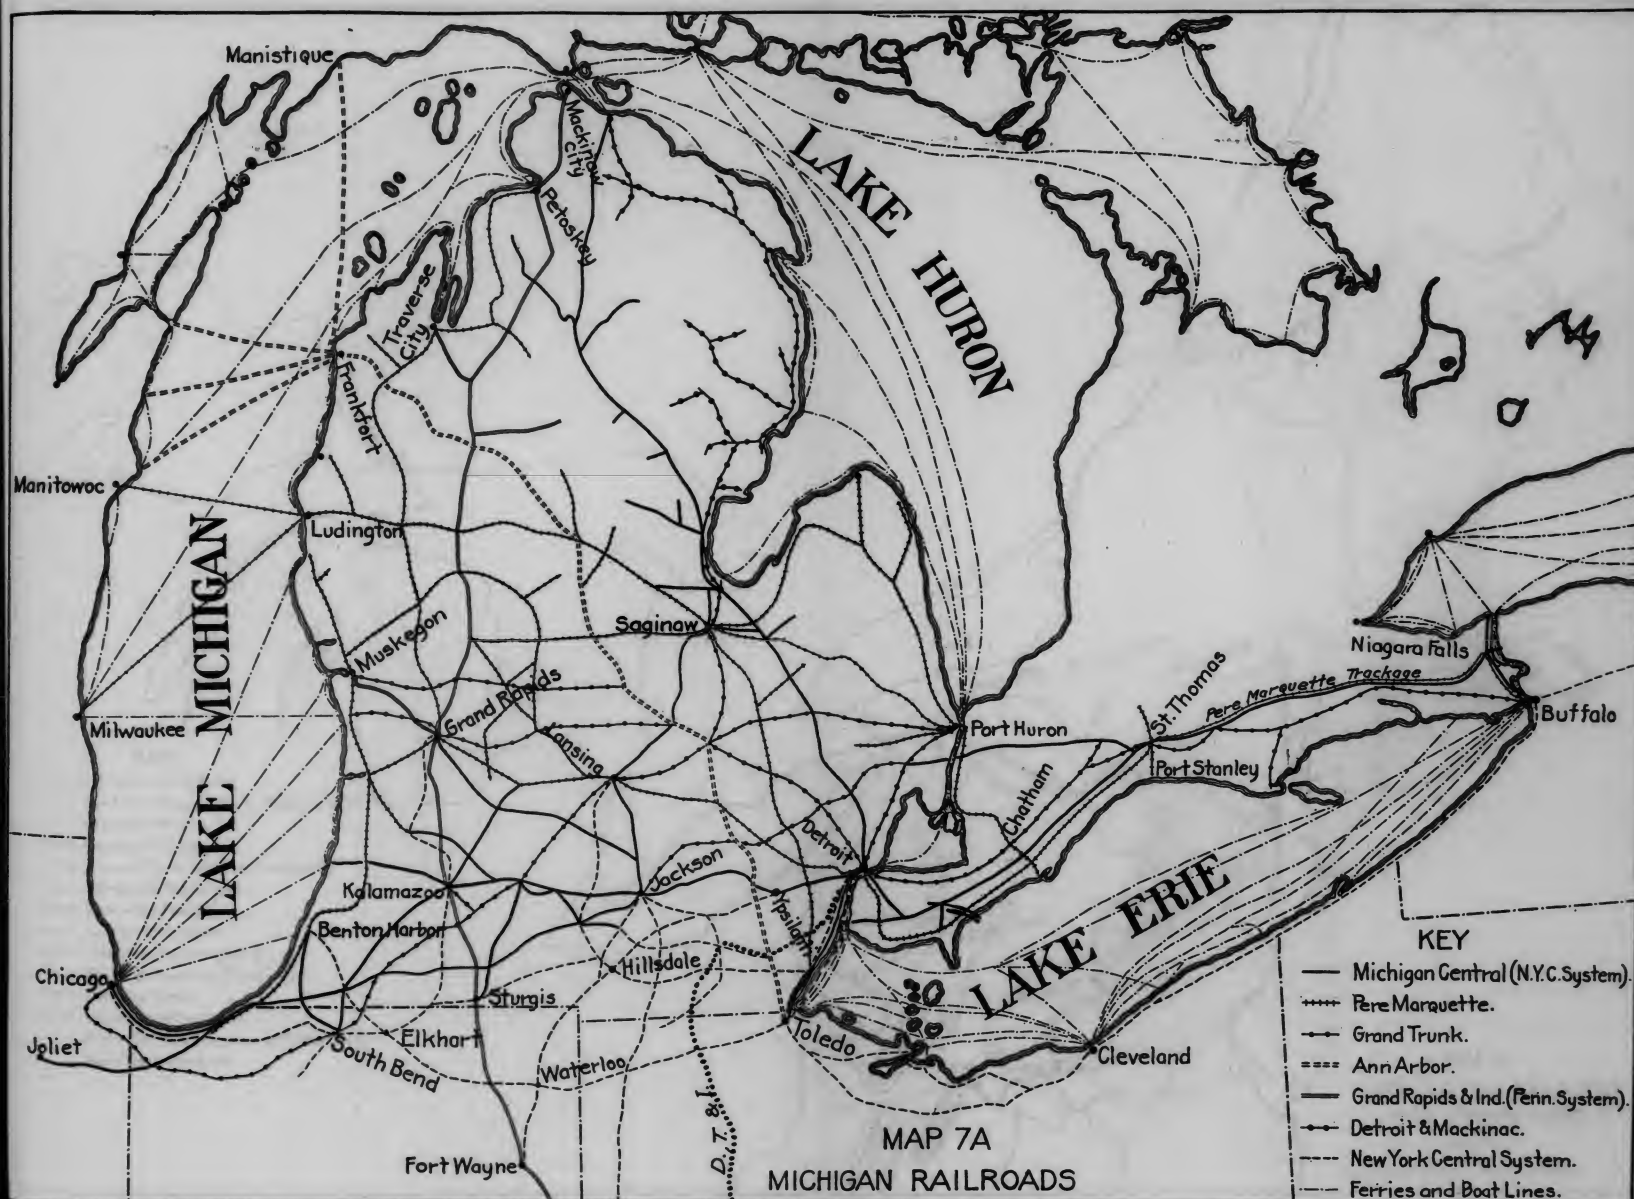 Manistique
Mackinaw
City
Petoskey
LAKE HURON
Traverse
City
Frankfort
Manitowoc
Ludington
LAKE MICHIGAN
Muskegon
Saginaw
Niagara Falls
Grand Rapids
St. Thomas
Pere Marquette Trackage
Milwaukee
Lansing
Port Huron
Buffalo
Port Stanley
Chatham
Detroit
Jackson
Kalamazoo
Ypsilanti
LAKE ERIE
Benton Harbor
Hillsdale
Chicago
Sturgis
Elkhart
Joliet
South Bend
Waterloo
Toledo
Cleveland
D. T. & I.
Fort Wayne
KEY
Michigan Central (N.Y.C. System).
Pere Marquette.
Grand Trunk.
Ann Arbor.
Grand Rapids & Ind. (Penn. System).
Detroit & Mackinac.
New York Central System.
Ferries and Boat Lines.
MAP 7A
MICHIGAN RAILROADS